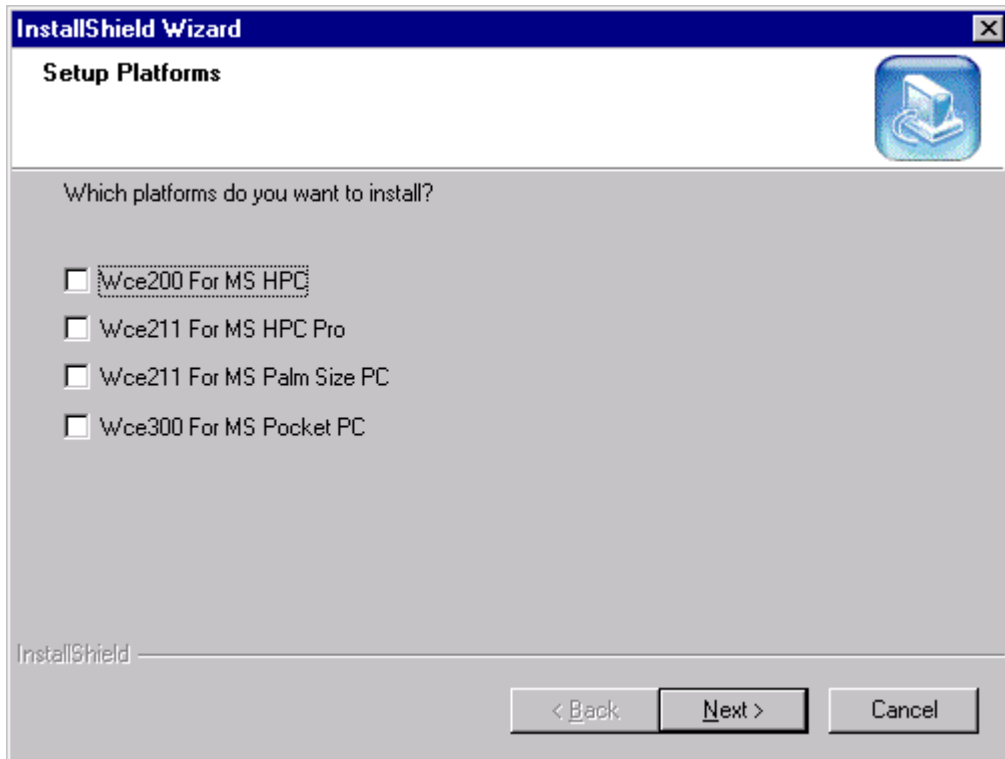 InstallShield Wizard
Setup Platforms
Which platforms do you want to install?
Wce200 For MS HPC
Wce211 For MS HPC Pro
Wce211 For MS Palm Size PC
Wce300 For MS Pocket PC
InstallShield
< Back Next > Cancel